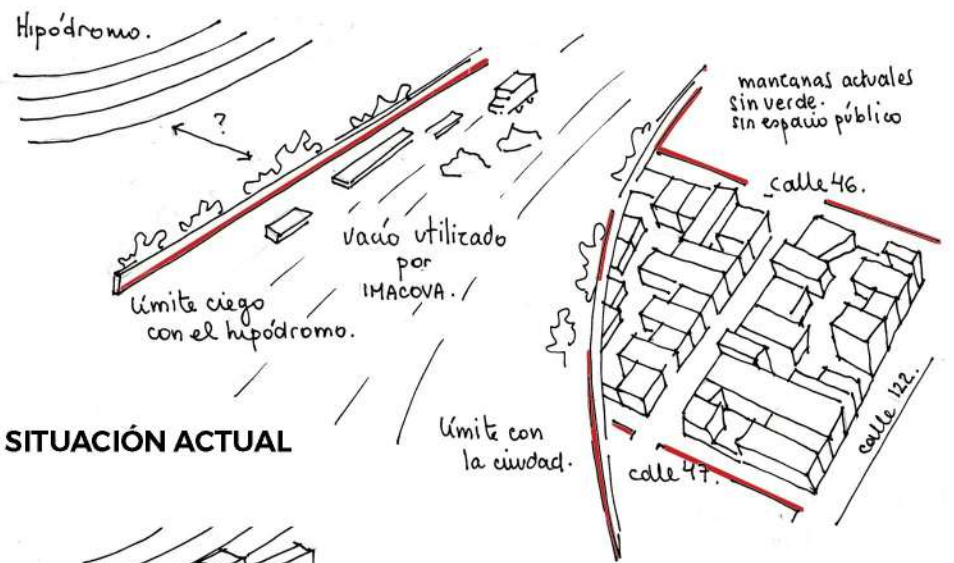 Hipódromo.
?
manzanas actuales
sin verde.
sin espacio público
calle 46.
vacío utilizado
por
IMACOVA.
Límite ciego
con el hipódromo.
SITUACIÓN ACTUAL
Límite con
la ciudad.
calle 47.
calle 122.